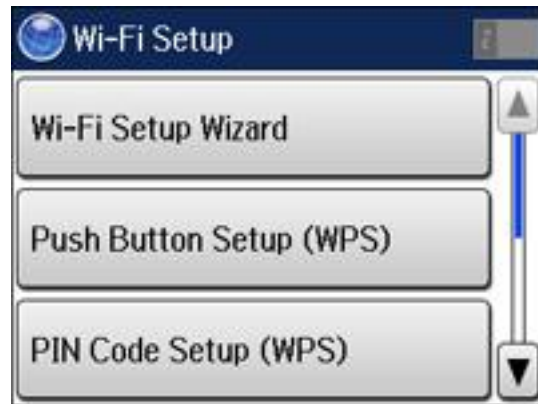 Wi-Fi Setup
Wi-Fi Setup Wizard
Push Button Setup (WPS)
PIN Code Setup (WPS)